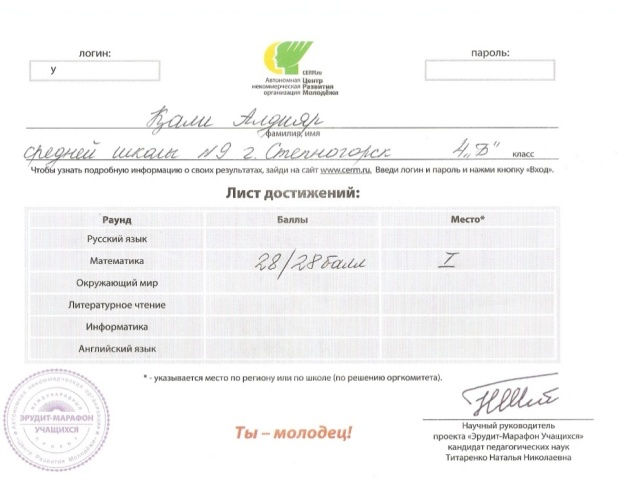 логин:
пароль:
У
CERM.ru
Автономная Центр
некоммерческая Развития
организация Молодёжи
Қали Алдияр
фамилия, имя
средней школы №9 г. Степногорск 4 „Б" класс
Чтобы узнать подробную информацию о своих результатах, зайди на сайт www.cerm.ru. Введи логин и пароль и нажми кнопку «Вход».
Лист достижений:
Раунд Баллы Место*
Русский язык
Математика 28/28балл I
Окружающий мир
Литературное чтение
Информатика
Английский язык
* - указывается место по региону или по школе (по решению оргкомитета).
ЭРУДИТ-МАРАФОН
УЧАЩИХСЯ
Ты – молодец!
Научный руководитель
проекта «Эрудит-Марафон Учащихся»
кандидат педагогических наук
Титаренко Наталья Николаевна